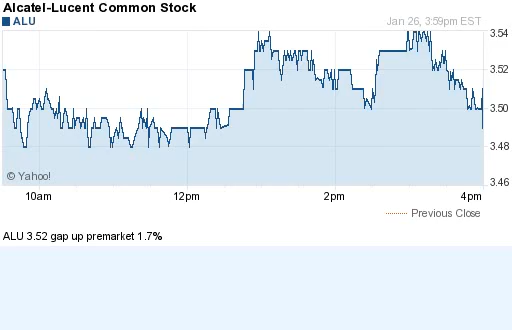 Alcatel-Lucent Common Stock
ALU Jan 26, 3:59pm EST
3.54
3.52
3.50
3.48
© Yahoo! 3.46
10am 12pm 2pm 4pm
Previous Close
ALU 3.52 gap up premarket 1.7%